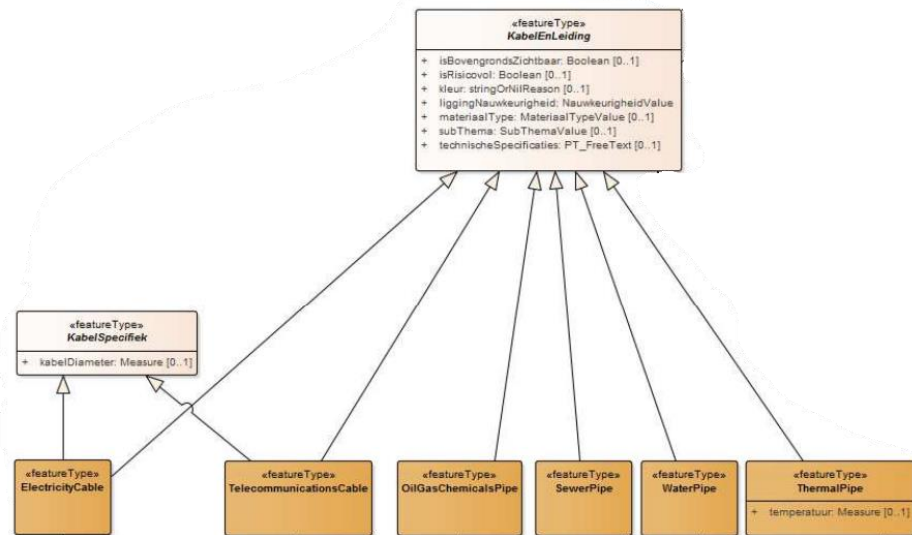 «featureType»
KabelEnLeiding
+ isBovengrondsZichtbaar: Boolean [0..1]
+ isRisicovol: Boolean [0..1]
+ kleur: stringOrNilReason [0..1]
+ liggingNauwkeurigheid: NauwkeurigheidValue
+ materiaalType: MateriaalTypeValue [0..1]
+ subThema: SubThemaValue [0..1]
+ technischeSpecificaties: PT_FreeText [0..1]
«featureType»
KabelSpecifiek
+ kabelDiameter: Measure [0..1]
«featureType»
ElectricityCable
«featureType»
TelecommunicationsCable
«featureType»
OilGasChemicalsPipe
«featureType»
SewerPipe
«featureType»
WaterPipe
«featureType»
ThermalPipe
+ temperatuur: Measure [0..1]